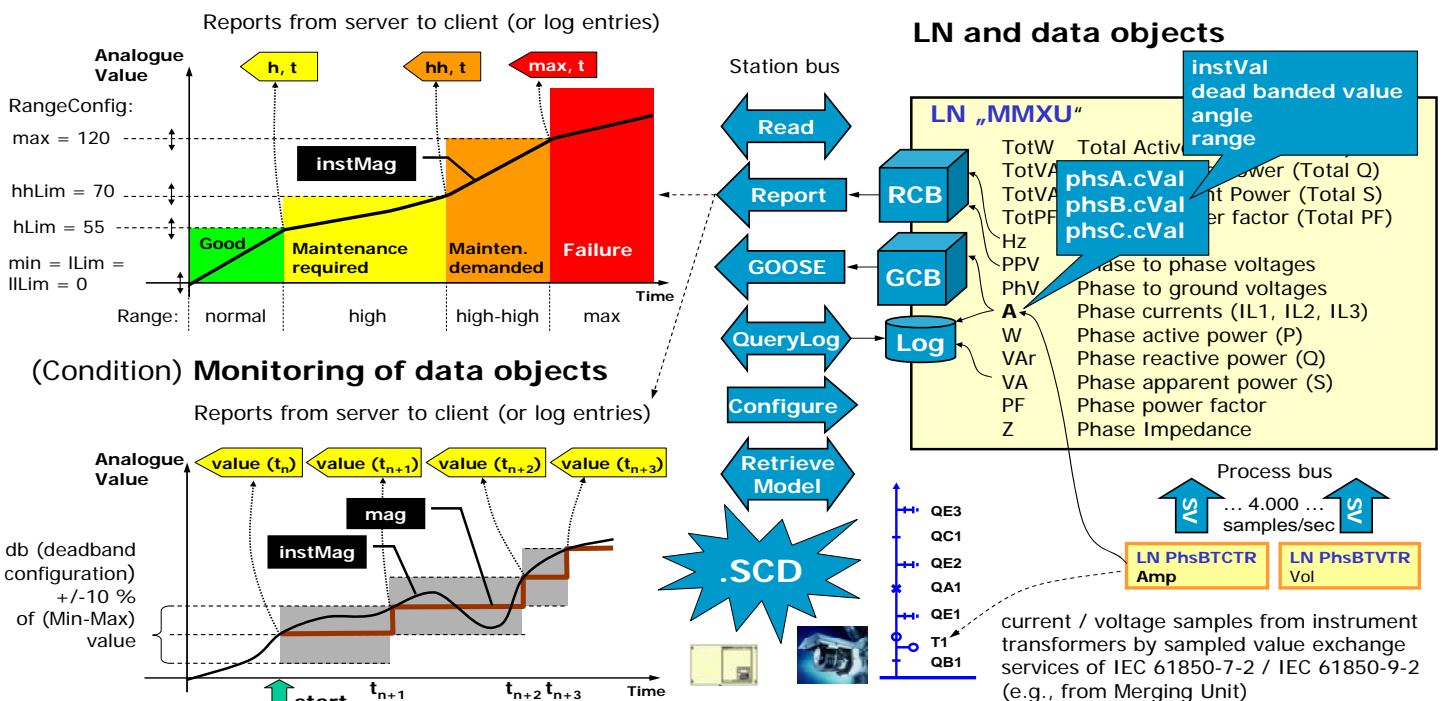 Reports from server to client (or log entries)
Analogue
Value
h, t
hh, t
max, t
RangeConfig:
max = 120
hhLim = 70
hLim = 55
min = lLim =
llLim = 0
instMag
Good
Maintenance
required
Mainten.
demanded
Failure
Time
Range:
normal
high
high-high
max
(Condition) Monitoring of data objects
Reports from server to client (or log entries)
Analogue
Value
value (tn)
value (tn+1)
value (tn+2)
value (tn+3)
mag
instMag
db (deadband
configuration)
+/-10 %
of (Min-Max)
value
start
tn+1
tn+2 tn+3
Time
Station bus
Read
Report
GOOSE
QueryLog
Configure
Retrieve
Model
.SCD
RCB
GCB
Log
LN and data objects
instVal
dead banded value
angle
range
LN „MMXU“
TotW Total Active
TotVA
(Total Q)
TotVA
Power (Total S)
TotPF
factor (Total PF)
phsA.cVal
phsB.cVal
phsC.cVal
Hz
PPV Phase to phase voltages
PhV Phase to ground voltages
A Phase currents (IL1, IL2, IL3)
W Phase active power (P)
VAr Phase reactive power (Q)
VA Phase apparent power (S)
PF Phase power factor
Z Phase Impedance
Process bus
SV
... 4.000 ...
samples/sec
SV
LN PhsBTCTR
Amp
LN PhsBTVTR
Vol
QE3
QC1
QE2
QA1
QE1
T1
QB1
current / voltage samples from instrument
transformers by sampled value exchange
services of IEC 61850-7-2 / IEC 61850-9-2
(e.g., from Merging Unit)